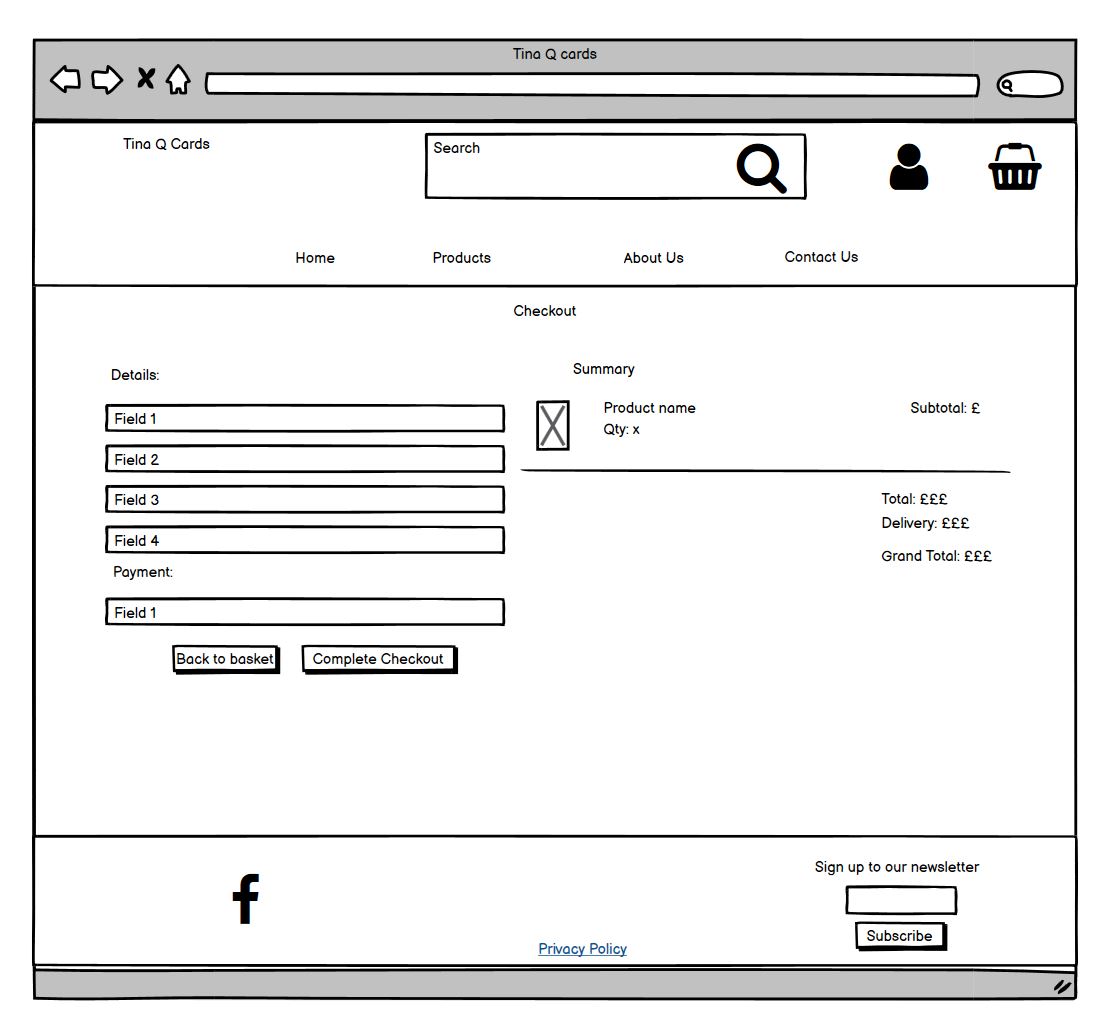 Tina Q cards
Tina Q Cards
Search
Home
Products
About Us
Contact Us
Checkout
Details:
Field 1
Field 2
Field 3
Field 4
Payment:
Field 1
Back to basket
Complete Checkout
Summary
Product name
Qty: x
Subtotal: £
Total: £££
Delivery: £££
Grand Total: £££
Sign up to our newsletter
Subscribe
Privacy Policy